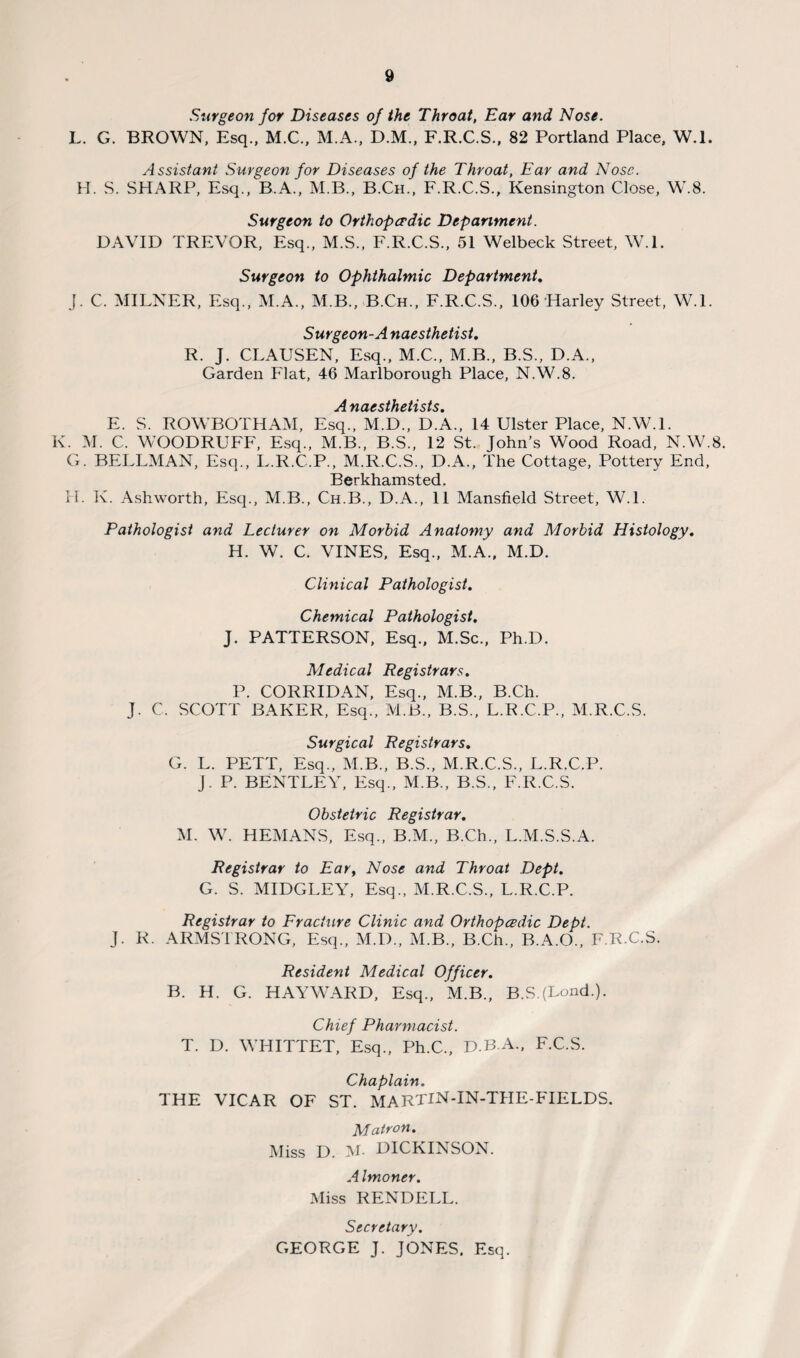 9
Surgeon for Diseases of the Throat, Ear and Nose.
L. G. BROWN, Esq., M.C., M.A., D.M., F.R.C.S., 82 Portland Place, W.1.
Assistant Surgeon for Diseases of the Throat, Ear and Nose.
H. S. SHARP, Esq., B.A., M.B., B.Ch., F.R.C.S., Kensington Close, W.8.
Surgeon to Orthopædic Department.
DAVID TREVOR, Esq., M.S., F.R.C.S., 51 Welbeck Street, W.1.
Surgeon to Ophthalmic Department.
J. C. MILNER, Esq., M.A., M.B., B.Ch., F.R.C.S., 106 Harley Street, W.1.
Surgeon-Anaesthetist.
R. J. CLAUSEN, Esq., M.C., M.B., B.S., D.A.,
Garden Flat, 46 Marlborough Place, N.W.8.
Anaesthetists.
E. S. ROWBOTHAM, Esq., M.D., D.A., 14 Ulster Place, N.W.1.
K. M. C. WOODRUFF, Esq., M.B., B.S., 12 St. John's Wood Road, N.W.8.
G. BELLMAN, Esq., L.R.C.P., M.R.C.S., D.A., The Cottage, Pottery End,
Berkhamsted.
H. K. Ashworth, Esq., M.B., Ch.B., D.A., 11 Mansfield Street, W.1.
Pathologist and Lecturer on Morbid Anatomy and Morbid Histology.
H. W. C. VINES, Esq., M.A., M.D.
Clinical Pathologist.
Chemical Pathologist.
J. PATTERSON, Esq., M.Sc., Ph.D.
Medical Registrars.
P. CORRIDAN, Esq., M.B., B.Ch.
J. C. SCOTT BAKER, Esq., M.B., B.S., L.R.C.P., M.R.C.S.
Surgical Registrars.
G. L. PETT, Esq., M.B., B.S., M.R.C.S., L.R.C.P.
J. P. BENTLEY, Esq., M.B., B.S., F.R.C.S.
Obstetric Registrar.
M. W. HEMANS, Esq., B.M., B.Ch., L.M.S.S.A.
Registrar to Ear, Nose and Throat Dept.
G. S. MIDGLEY, Esq., M.R.C.S., L.R.C.P.
Registrar to Fracture Clinic and Orthopædic Dept.
J. R. ARMSTRONG, Esq., M.D., M.B., B.Ch., B.A.O., F.R.C.S.
Resident Medical Officer.
B. H. G. HAYWARD, Esq., M.B., B.S.(Lond.).
Chief Pharmacist.
T. D. WHITTET, Esq., Ph.C., D.B.A., F.C.S.
Chaplain.
THE VICAR OF ST. MARTIN-IN-THE-FIELDS.
Matron.
Miss D. M. DICKINSON.
Almoner.
Miss RENDELL.
Secretary.
GEORGE J. JONES, Esq.